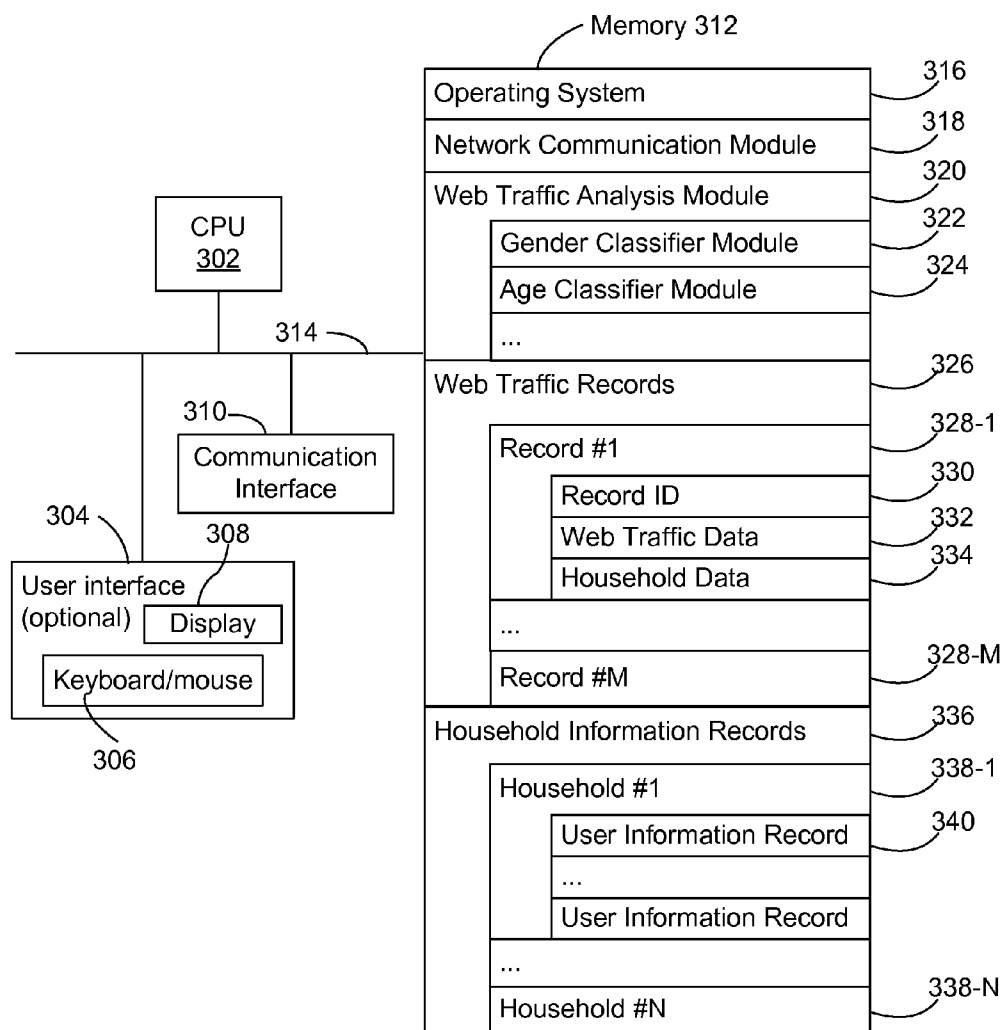 Memory 312
Operating System
316
Network Communication Module
318
Web Traffic Analysis Module
320
Gender Classifier Module
322
Age Classifier Module
324
...
CPU
302
314
Web Traffic Records
326
310
Communication
Interface
Record #1
328-1
Record ID
330
Web Traffic Data
332
Household Data
334
...
Record #M
328-M
304
308
User interface
(optional)
Display
Keyboard/mouse
306
Household Information Records
336
Household #1
338-1
User Information Record
340
...
User Information Record
...
Household #N
338-N